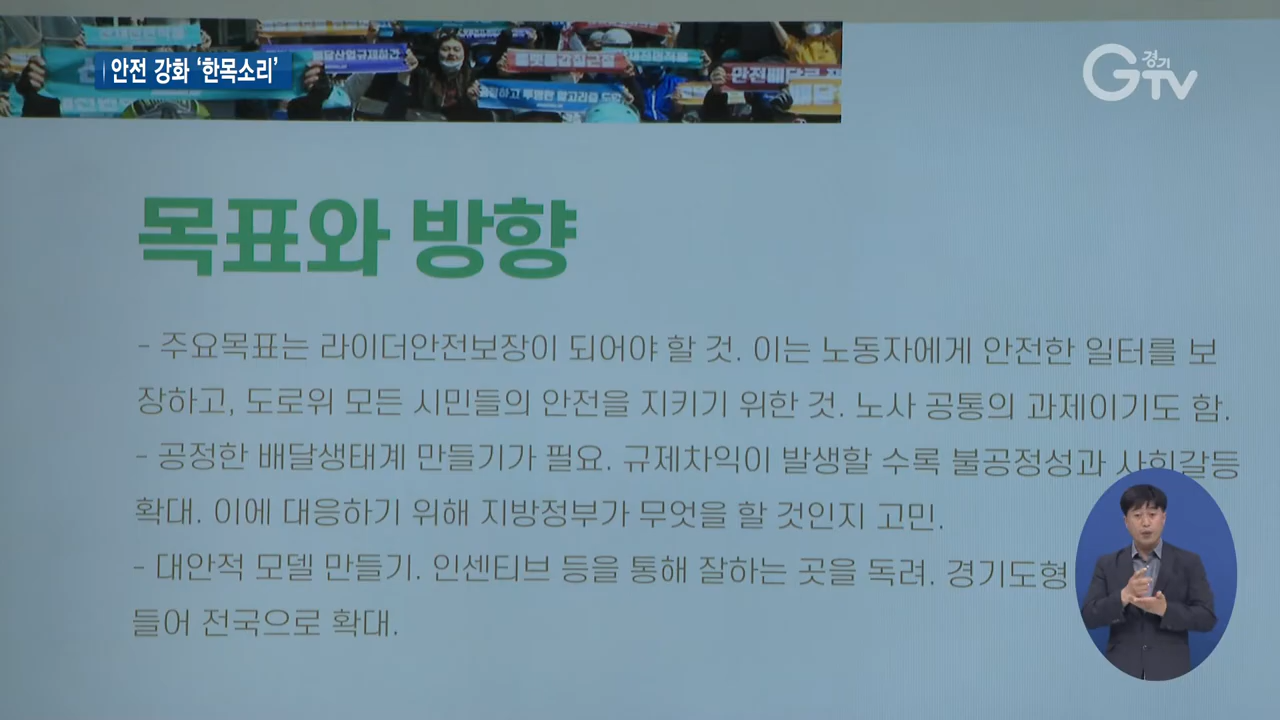 안전 강화 '한목소리'
경기
GTV
목표와 방향
- 주요목표는 라이더안전보장이 되어야 할 것. 이는 노동자에게 안전한 일터를 보
장하고, 도로위 모든 시민들의 안전을 지키기 위한 것. 노사 공통의 과제이기도 함.
- 공정한 배달생태계 만들기가 필요. 규제차익이 발생할 수록 불공정성과 사회갈등
확대. 이에 대응하기 위해 지방정부가 무엇을 할 것인지 고민.
- 대안적 모델 만들기. 인센티브 등을 통해 잘하는 곳을 독려. 경기도형
들어 전국으로 확대.